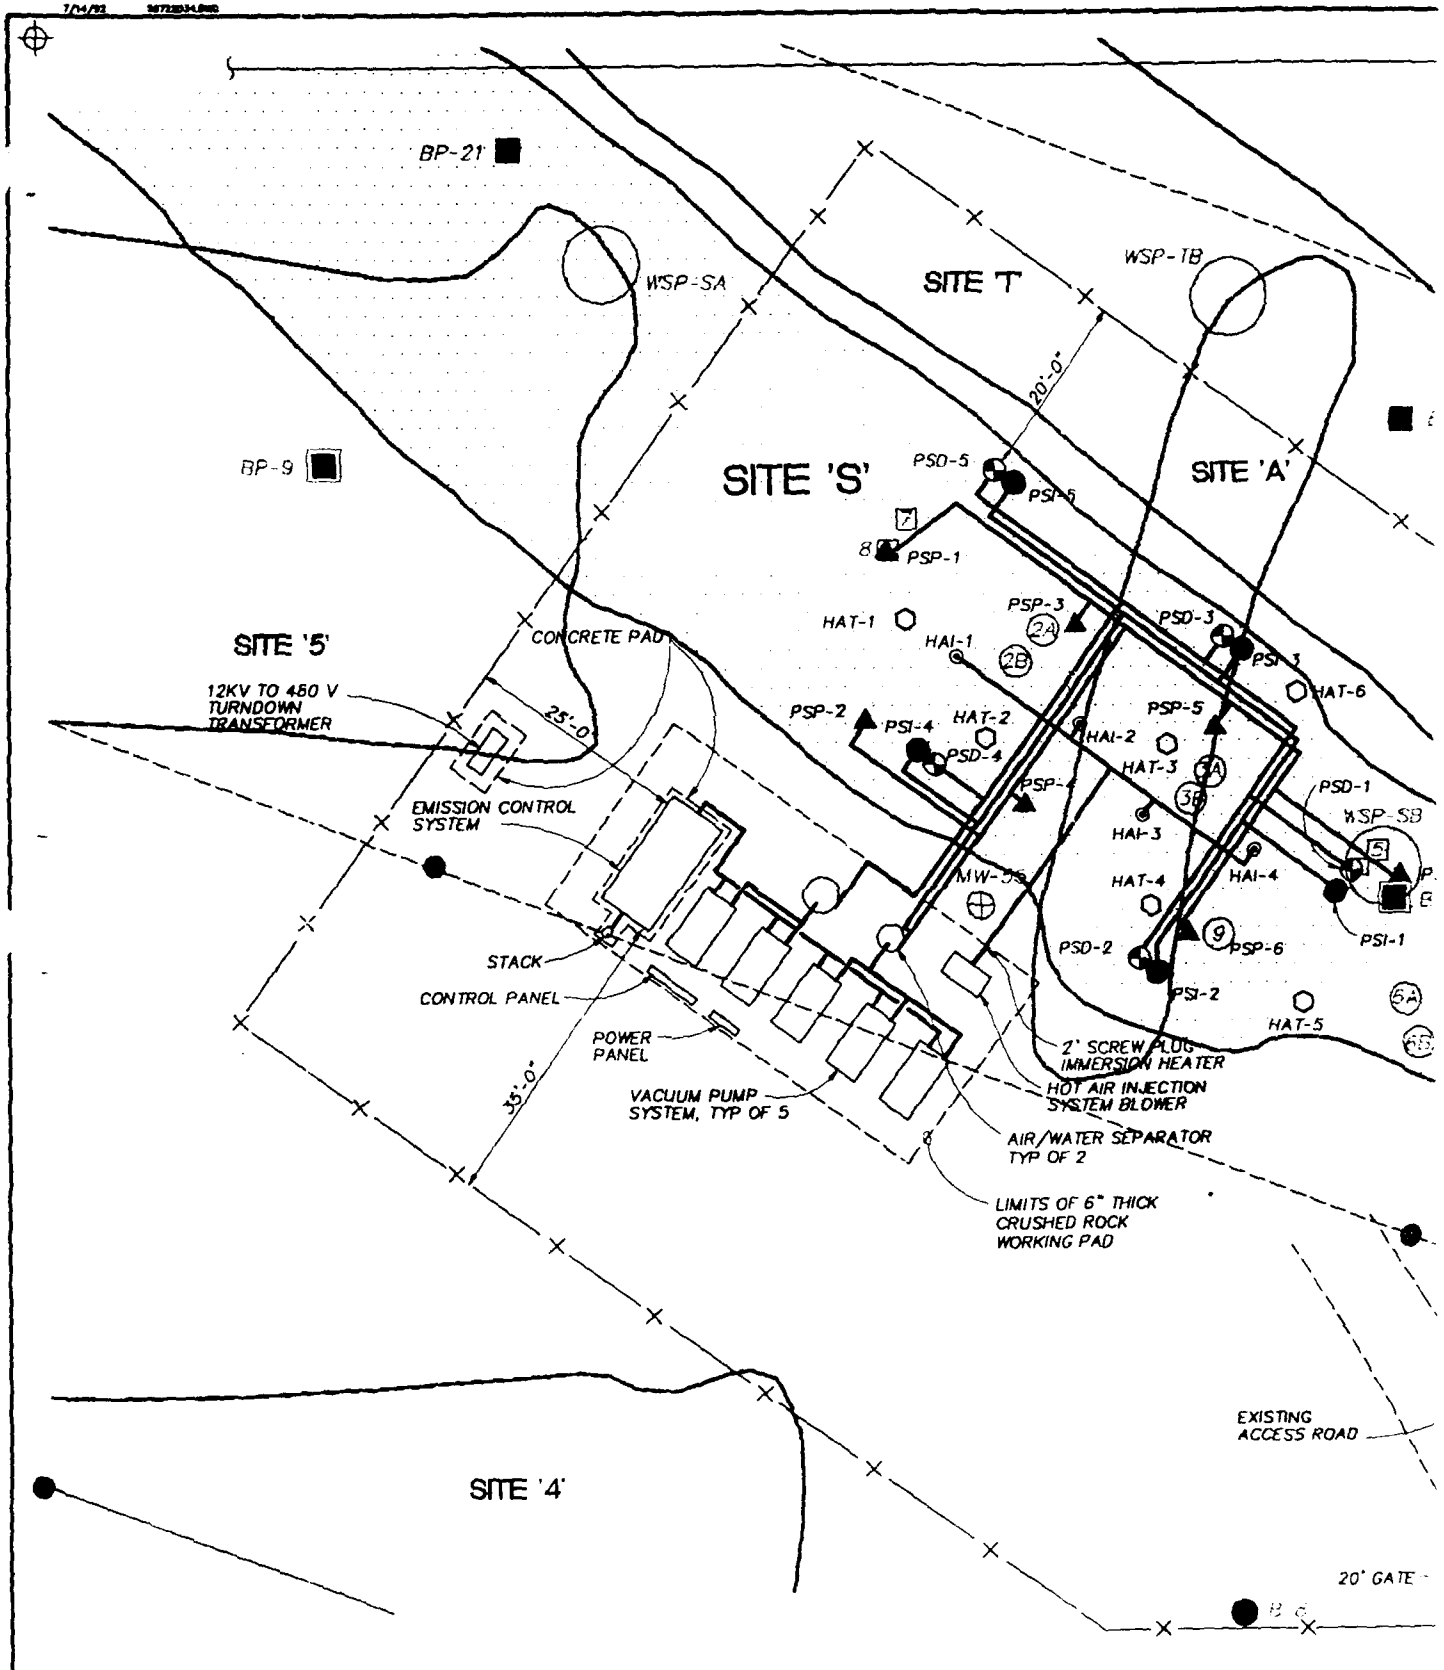 7/14/92
BP-21
WSP-SA
SITE 'T'
WSP-TB
20'-0"
BP-9
SITE 'S'
PSD-5
PSI-5
SITE 'A'
7
8
PSP-1
HAT-1
PSP-3
2A
2B
HAI-1
PSD-3
PSI-3
HAT-6
SITE '5'
CONCRETE PAD
12KV TO 480 V
TURNDOWN
TRANSFORMER
25'-0
PSP-2
PSI-4
PSD-4
HAT-2
PSP-4
HAI-2
PSP-5
HAT-3
3A
3B
HAI-3
PSD-1
WSP-SB
5
EMISSION CONTROL
SYSTEM
MW-5S
HAT-4
HAI-4
PSI-1
STACK
CONTROL PANEL
PSD-2
PSI-2
9
PSP-6
HAT-5
6A
6B
POWER
PANEL
35'-0"
VACUUM PUMP
SYSTEM, TYP OF 5
2' SCREW PLUG
IMMERSION HEATER
HOT AIR INJECTION
SYSTEM BLOWER
AIR/WATER SEPARATOR
TYP OF 2
LIMITS OF 6" THICK
CRUSHED ROCK
WORKING PAD
EXISTING
ACCESS ROAD
SITE '4'
20' GATE